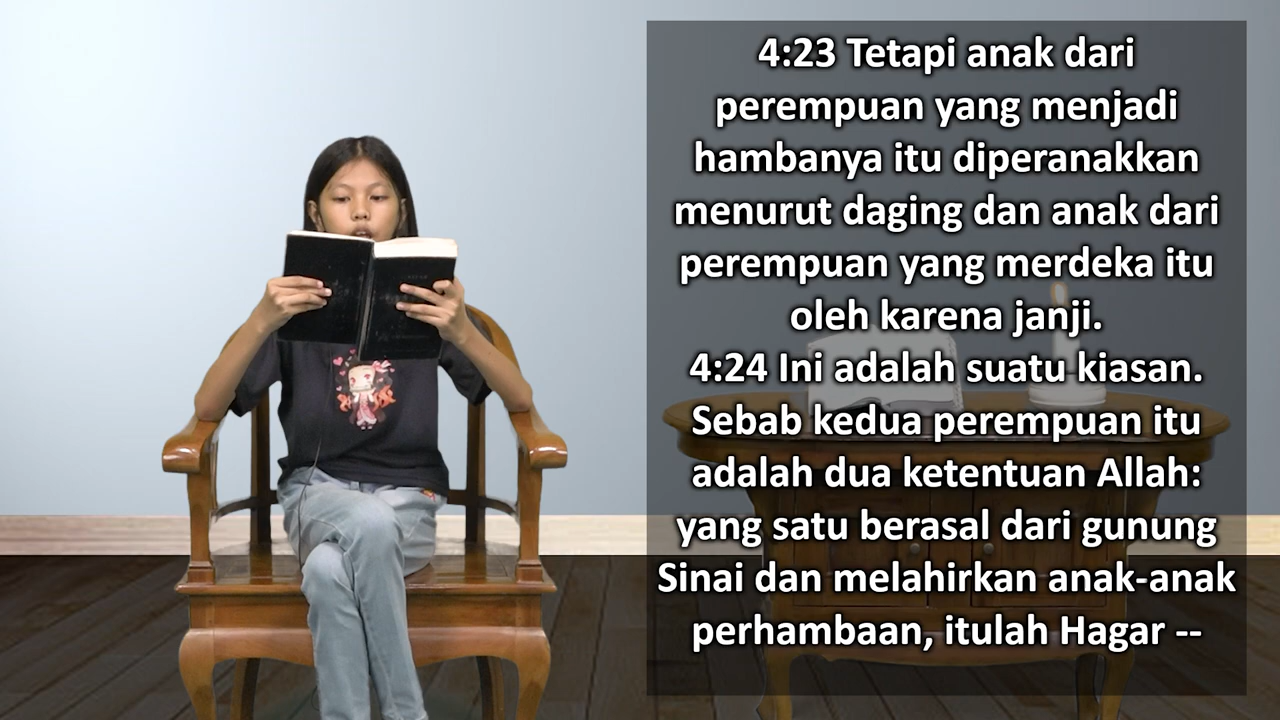 4:23 Tetapi anak dari
perempuan yang menjadi
hambanya itu diperanakkan
menurut daging dan anak dari
perempuan yang merdeka itu
oleh karena janji.
4:24 Ini adalah suatu kiasan.
Sebab kedua perempuan itu
adalah dua ketentuan Allah:
yang satu berasal dari gunung
Sinai dan melahirkan anak-anak
perhambaan, itulah Hagar --